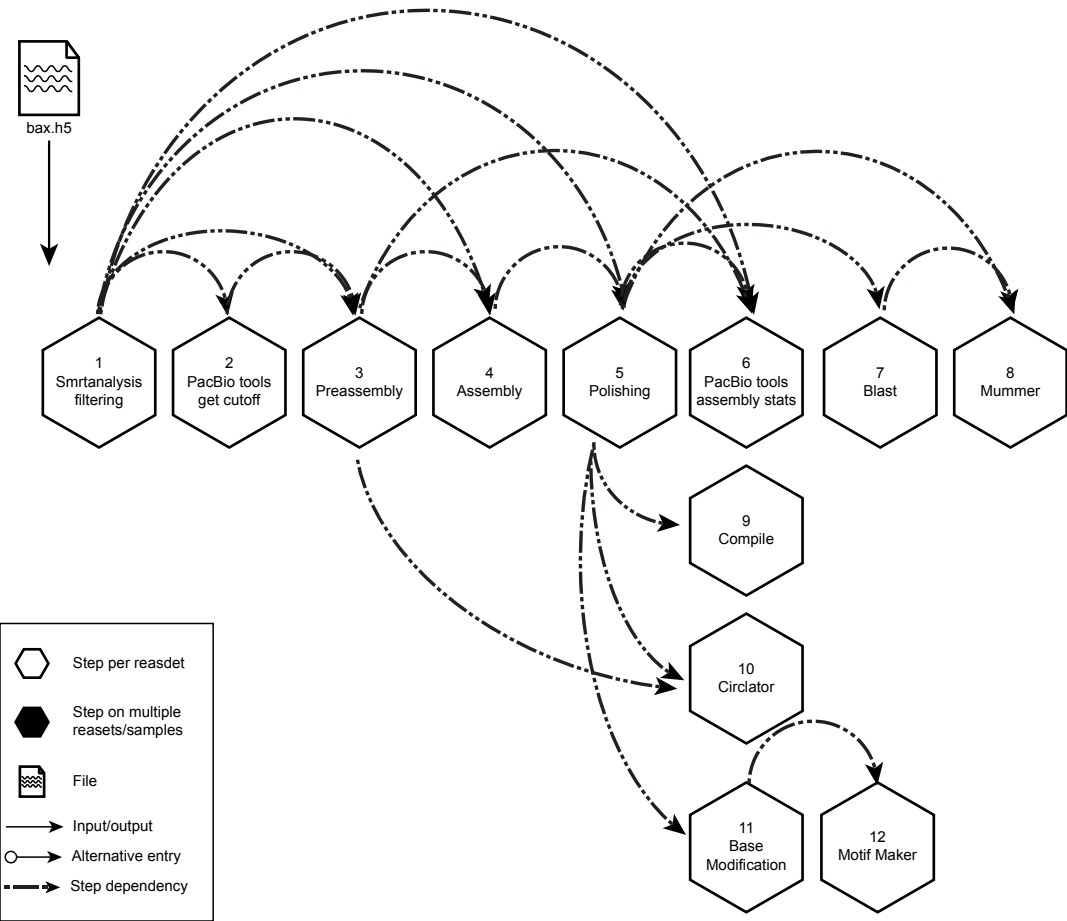 bax.h5
1
Smrtanalysis
filtering
2
PacBio tools
get cutoff
3
Preassembly
4
Assembly
5
Polishing
6
PacBio tools
assembly stats
7
Blast
8
Mummer
9
Compile
10
Circlator
11
Base
Modification
12
Motif Maker
Step per reasdet
Step on multiple
reasets/samples
File
Input/output
Alternative entry
Step dependency